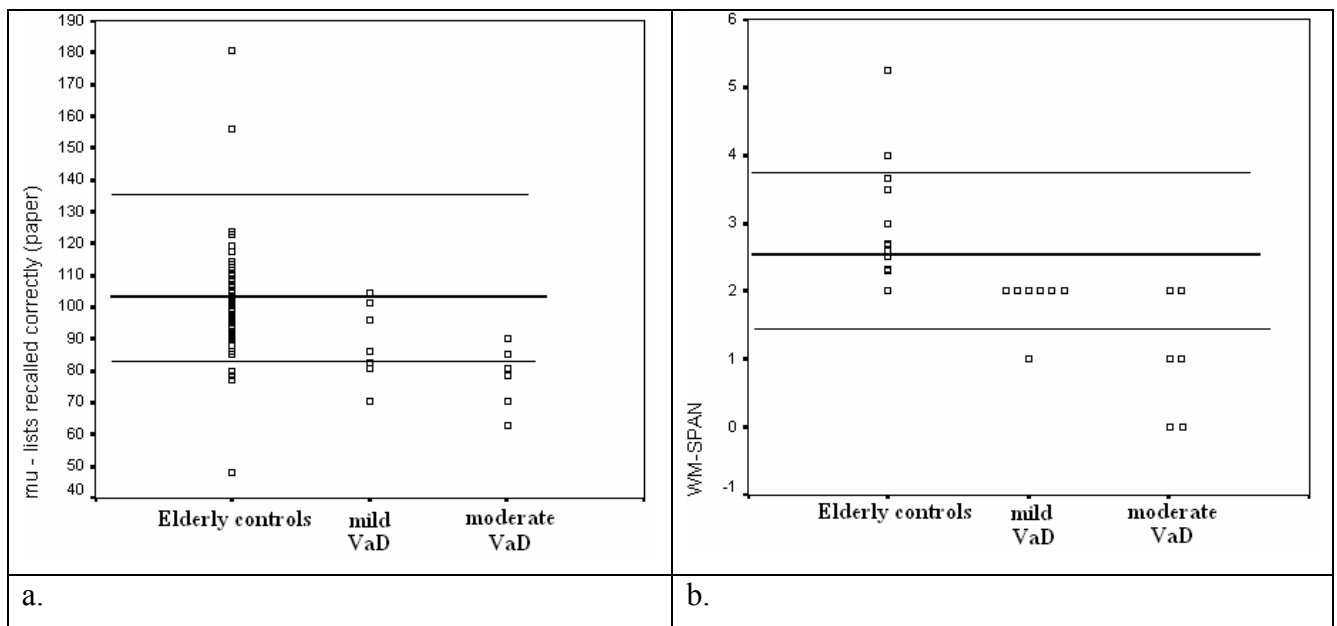 mu - lists recalled correctly (paper)
190
180
170
160
150
140
130
120
110
100
90
80
70
60
50
40
Elderly controls
mild
VaD
moderate
VaD
WM-SPAN
6
5
4
3
2
1
0
-1
Elderly controls
mild
VaD
moderate
VaD
a.
b.